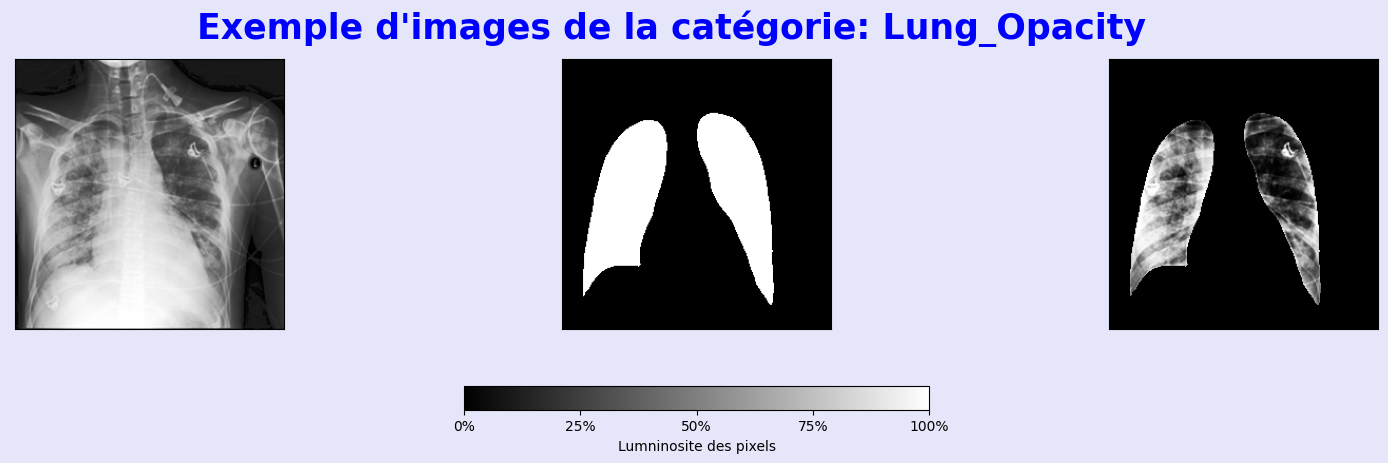 Exemple d'images de la catégorie: Lung_Opacity
0% 25% 50% 75% 100%
Lumninosite des pixels